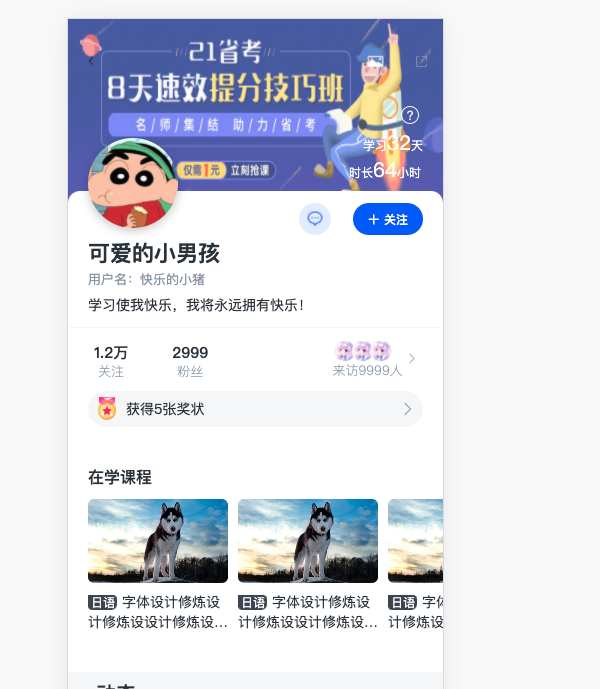 21省考
8天速效提分技巧班
名/师/集/结 助/力/省/考
?
学习32天
仅需1元 立刻抢课
时长64小时
+ 关注
可爱的小男孩
用户名：快乐的小猪
学习使我快乐，我将永远拥有快乐！
1.2万 2999
关注 粉丝 来访9999人
获得5张奖状
在学课程
日语 字体设计修炼设计修炼设设计修炼设…
日语 字体设计修炼设计修炼设设计修炼设…
日语 字体
计修炼设
动态